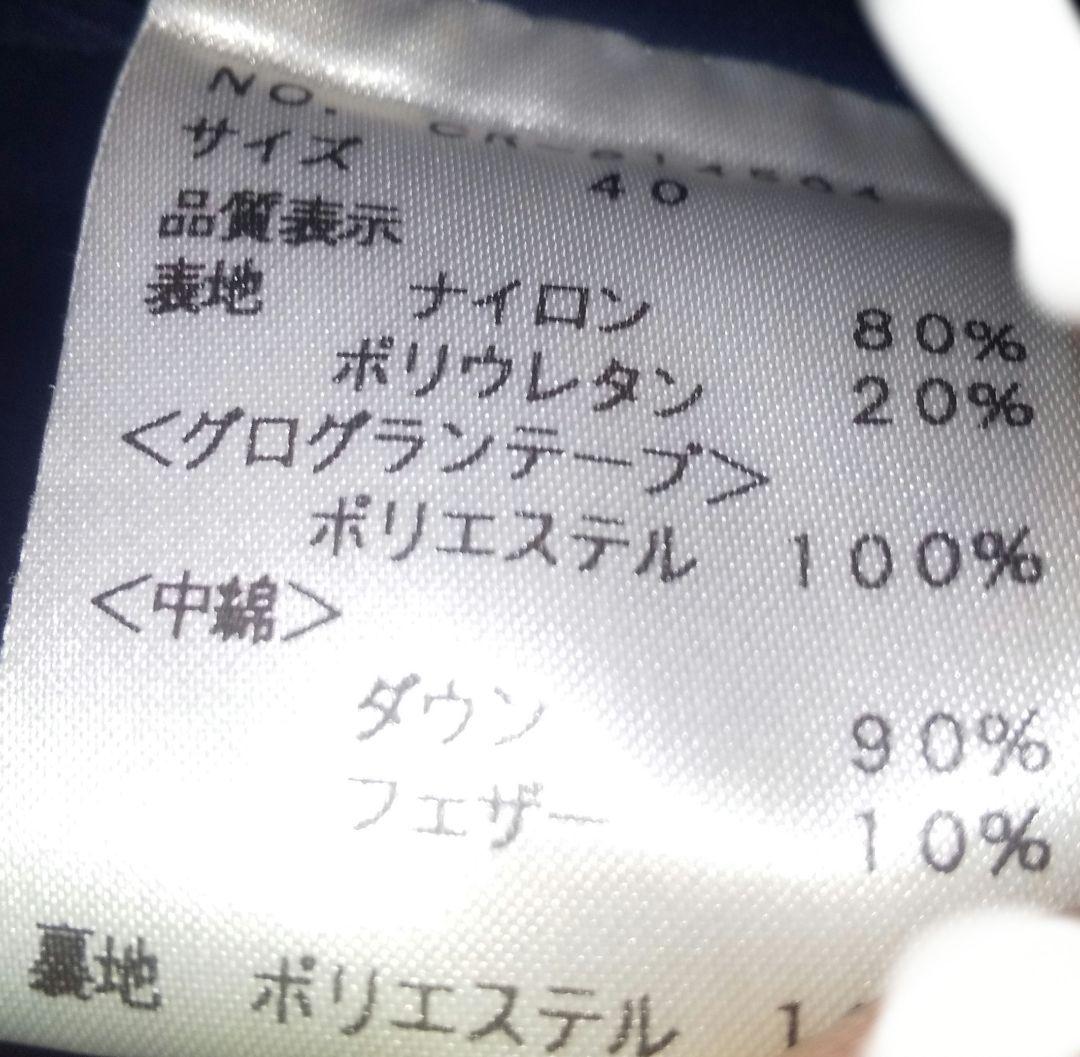 NO.
サイズ 40
品質表示
表地 ナイロン 80%
ポリウレタン 20%
<グログランテープ>
ポリエステル 100%
<中綿>
ダウン 90%
フェザー 10%
裏地 ポリエステル